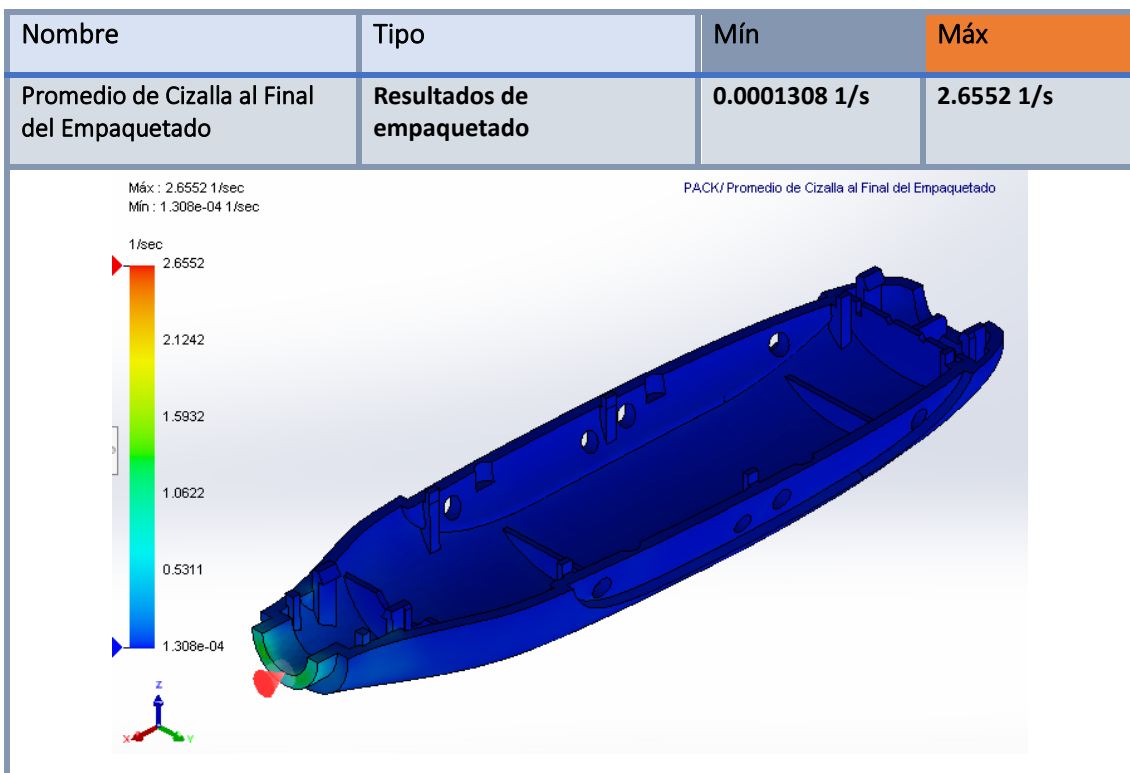 Nombre Tipo Mín Máx
Promedio de Cizalla al Final Resultados de 0.0001308 1/s 2.6552 1/s
del Empaquetado empaquetado
Máx : 2.6552 1/sec PACK/ Promedio de Cizalla al Final del Empaquetado
Mín : 1.308e-04 1/sec
1/sec
2.6552
2.1242
1.5932
1.0622
0.5311
1.308e-04
Z
X Y